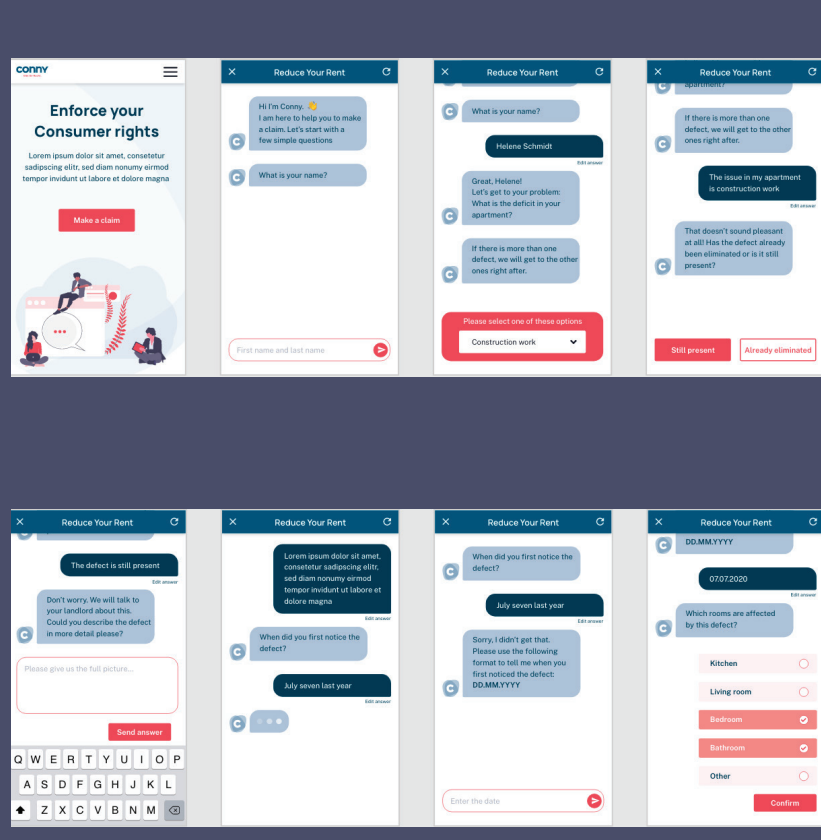 conny
Enforce your
Consumer rights
Lorem ipsum dolor sit amet, consetetur
sadipscing elitr, sed diam nonumy eirmod
tempor invidunt ut labore et dolore magna
Make a claim
Reduce Your Rent
Hi I'm Conny. 👋
I am here to help you to make
a claim. Let's start with a
few simple questions
What is your name?
First name and last name
Reduce Your Rent
What is your name?
Helene Schmidt
Edit answer
Great, Helene!
Let's get to your problem:
What is the deficit in your
apartment?
If there is more than one
defect, we will get to the other
ones right after.
Please select one of these options
Construction work
Reduce Your Rent
apartment?
If there is more than one
defect, we will get to the other
ones right after.
The issue in my apartment
is construction work
Edit answer
That doesn't sound pleasant
at all! Has the defect already
been eliminated or is it still
present?
Still present
Already eliminated
Reduce Your Rent
The defect is still present
Edit answer
Don't worry. We will talk to
your landlord about this.
Could you describe the defect
in more detail please?
Please give us the full picture...
Send answer
Q W E R T Y U I O P
A S D F G H J K L
Z X C V B N M
Reduce Your Rent
Lorem ipsum dolor sit amet,
consetetur sadipscing elitr,
sed diam nonumy eirmod
tempor invidunt ut labore et
dolore magna
Edit answer
When did you first notice the
defect?
July seven last year
Edit answer
Reduce Your Rent
When did you first notice the
defect?
July seven last year
Edit answer
Sorry, I didn't get that.
Please use the following
format to tell me when you
first noticed the defect:
DD.MM.YYYY
Enter the date
Reduce Your Rent
DD.MM.YYYY
07.07.2020
Edit answer
Which rooms are affected
by this defect?
Kitchen
Living room
Bedroom
Bathroom
Other
Confirm